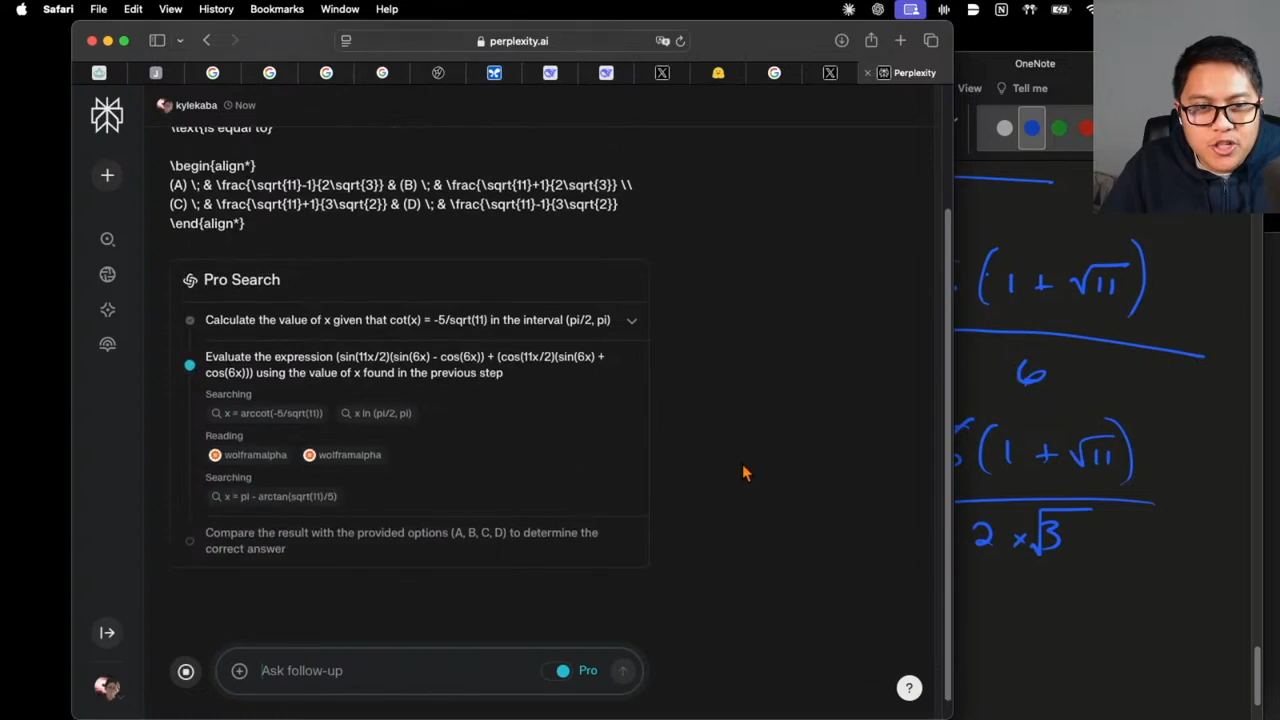 Safari File Edit View History Bookmarks Window Help
perplexity.ai
OneNote
Perplexity
View Tell me
kylekaba Now
\text{is equal to}
\begin{align*}
(A) \; & \frac{\sqrt{11}-1}{2\sqrt{3}} & (B) \; & \frac{\sqrt{11}+1}{2\sqrt{3}} \\
(C) \; & \frac{\sqrt{11}+1}{3\sqrt{2}} & (D) \; & \frac{\sqrt{11}-1}{3\sqrt{2}}
\end{align*}
Pro Search
Calculate the value of x given that cot(x) = -5/sqrt(11) in the interval (pi/2, pi)
Evaluate the expression (sin(11x/2)(sin(6x) - cos(6x)) + (cos(11x/2)(sin(6x) +
cos(6x))) using the value of x found in the previous step
Searching
x = arccot(-5/sqrt(11)) x in (pi/2, pi)
Reading
wolframalpha wolframalpha
Searching
x = pi - arctan(sqrt(11)/5)
Compare the result with the provided options (A, B, C, D) to determine the
correct answer
Ask follow-up Pro
?
(1 + √11)
6
(1 + √11)
2 × √3